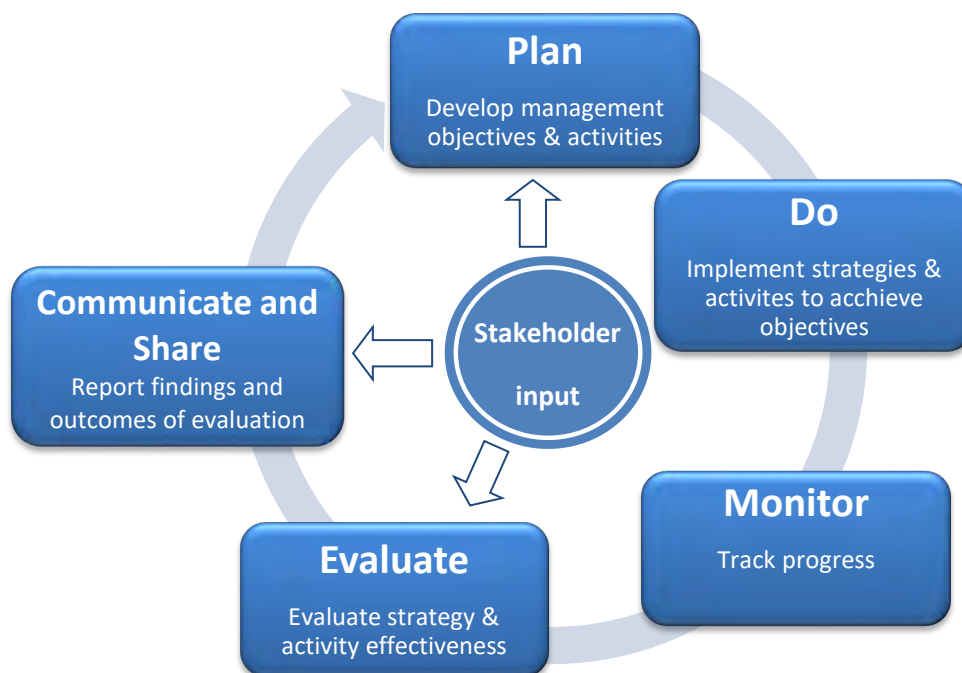 Plan
Develop management
objectives & activities
Do
Implement strategies &
activites to acchieve
objectives
Monitor
Track progress
Evaluate
Evaluate strategy &
activity effectiveness
Communicate and
Share
Report findings and
outcomes of evaluation
Stakeholder
input